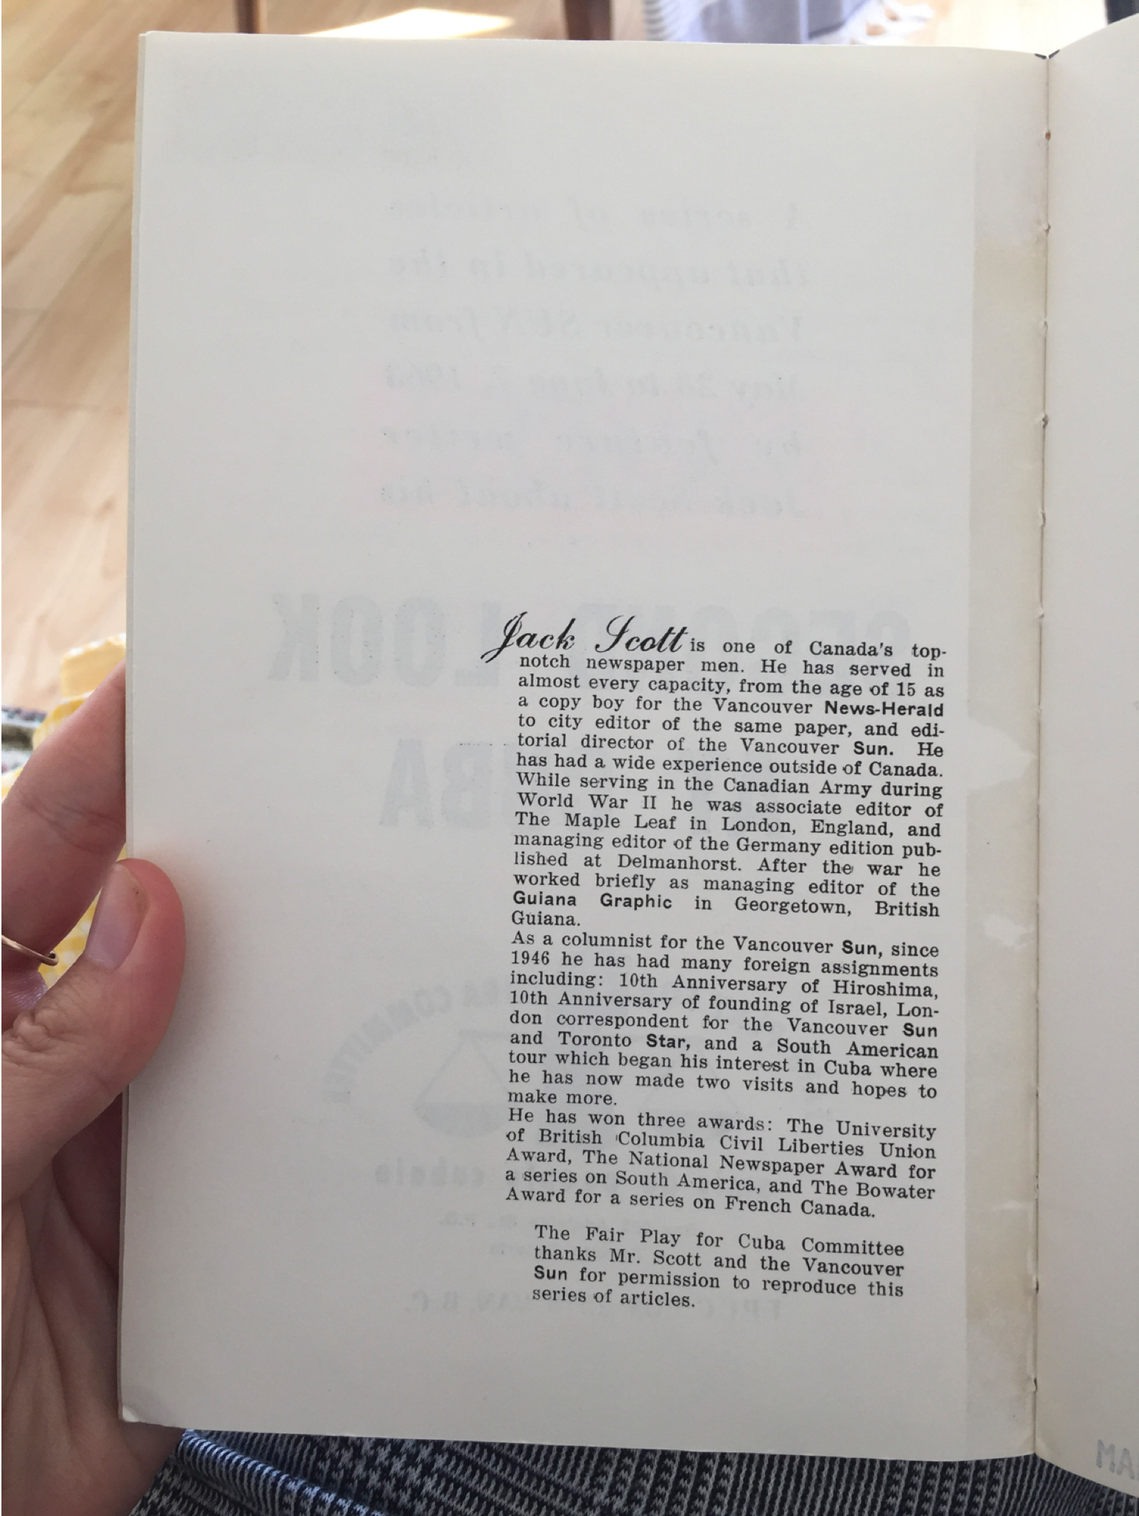 Jack Scott is one of Canada's top-
notch newspaper men. He has served in
almost every capacity, from the age of 15 as
a copy boy for the Vancouver News-Herald
to city editor of the same paper, and edi-
torial director of the Vancouver Sun. He
has had a wide experience outside of Canada.
While serving in the Canadian Army during
World War II he was associate editor of
The Maple Leaf in London, England, and
managing editor of the Germany edition pub-
lished at Delmanhorst. After the war he
worked briefly as managing editor of the
Guiana Graphic in Georgetown, British
Guiana.
As a columnist for the Vancouver Sun, since
1946 he has had many foreign assignments
including: 10th Anniversary of Hiroshima,
10th Anniversary of founding of Israel, Lon-
don correspondent for the Vancouver Sun
and Toronto Star, and a South American
tour which began his interest in Cuba where
he has now made two visits and hopes to
make more.
He has won three awards: The University
of British Columbia Civil Liberties Union
Award, The National Newspaper Award for
a series on South America, and The Bowater
Award for a series on French Canada.
The Fair Play for Cuba Committee
thanks Mr. Scott and the Vancouver
Sun for permission to reproduce this
series of articles.